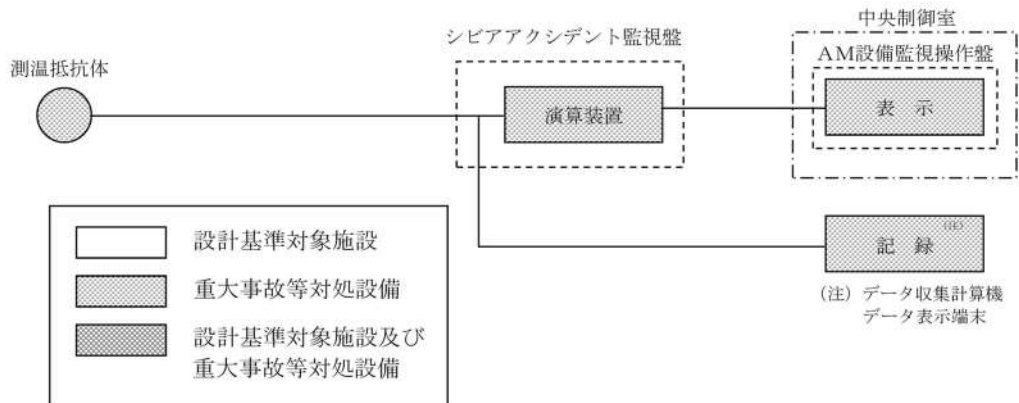 中央制御室
シビアアクシデント監視盤
AM設備監視操作盤
測温抵抗体
演算装置
表 示
記 録(注)
(注) データ収集計算機
データ表示端末
設計基準対象施設
重大事故等対処設備
設計基準対象施設及び
重大事故等対処設備